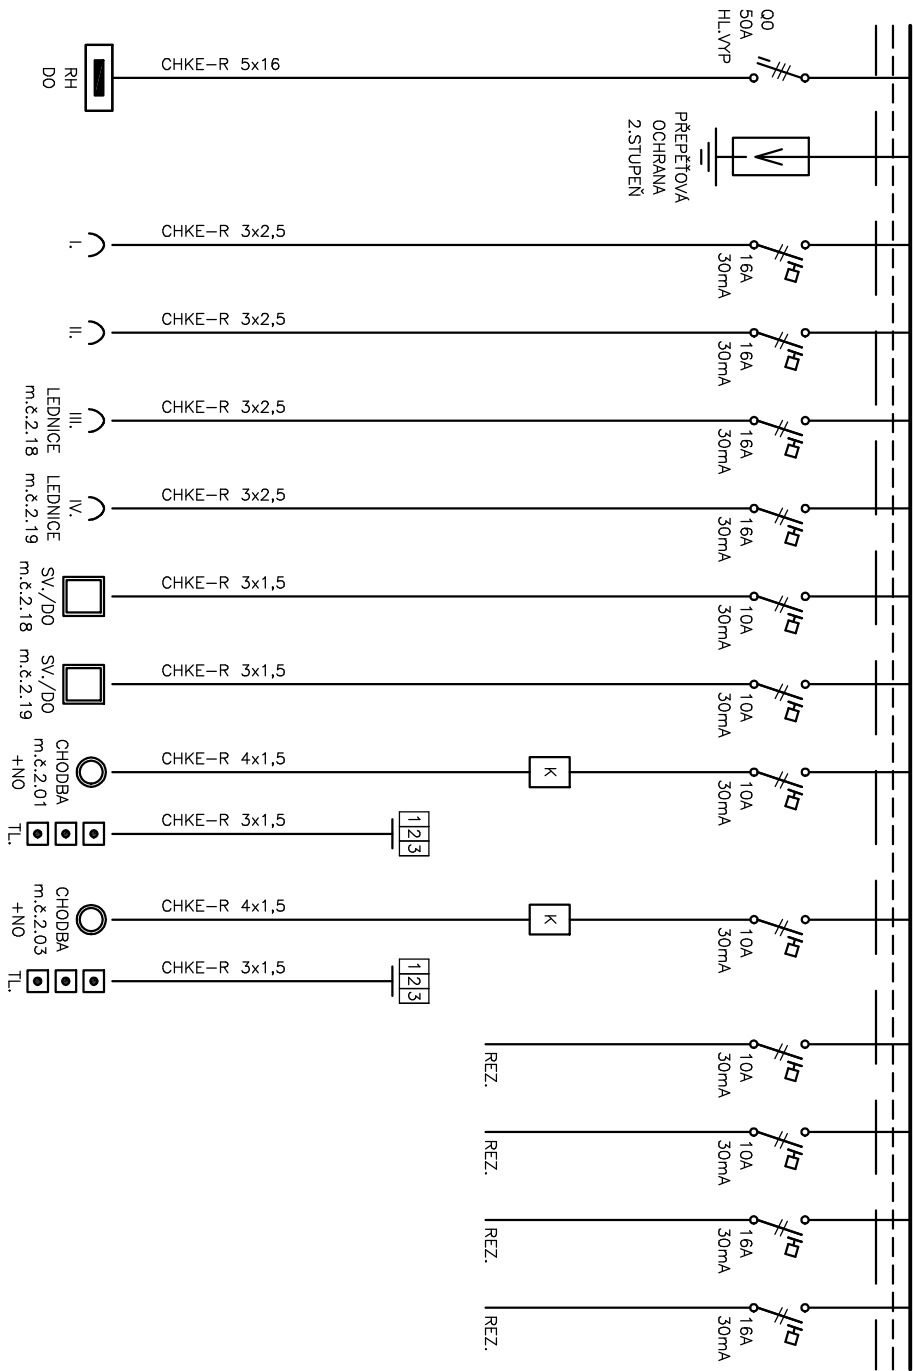 Q0
50A
HL.VYP
CHKE-R 5x16
RH
DO
PŘEPĚŤOVÁ
OCHRANA
2.STUPEŇ
16A
30mA
CHKE-R 3x2,5
I.
16A
30mA
CHKE-R 3x2,5
II.
16A
30mA
CHKE-R 3x2,5
III.
LEDNICE
m.č.2.18
16A
30mA
CHKE-R 3x2,5
IV.
LEDNICE
m.č.2.19
10A
30mA
CHKE-R 3x1,5
SV./DO
m.č.2.18
10A
30mA
CHKE-R 3x1,5
SV./DO
m.č.2.19
10A
30mA
K
CHKE-R 4x1,5
CHODBA
m.č.2.01
+NO
1 2 3
CHKE-R 3x1,5
TL.
10A
30mA
K
CHKE-R 4x1,5
CHODBA
m.č.2.03
+NO
1 2 3
CHKE-R 3x1,5
TL.
10A
30mA
REZ.
10A
30mA
REZ.
16A
30mA
REZ.
16A
30mA
REZ.